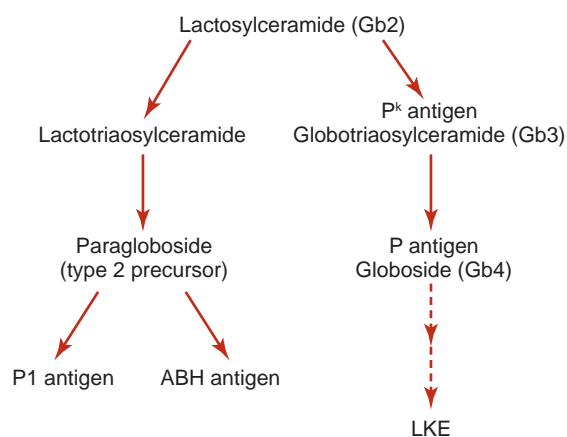 Lactosylceramide (Gb2)
Pᵏ antigen
Lactotriaosylceramide
Globotriaosylceramide (Gb3)
Paragloboside
(type 2 precursor)
P antigen
Globoside (Gb4)
P1 antigen
ABH antigen
LKE